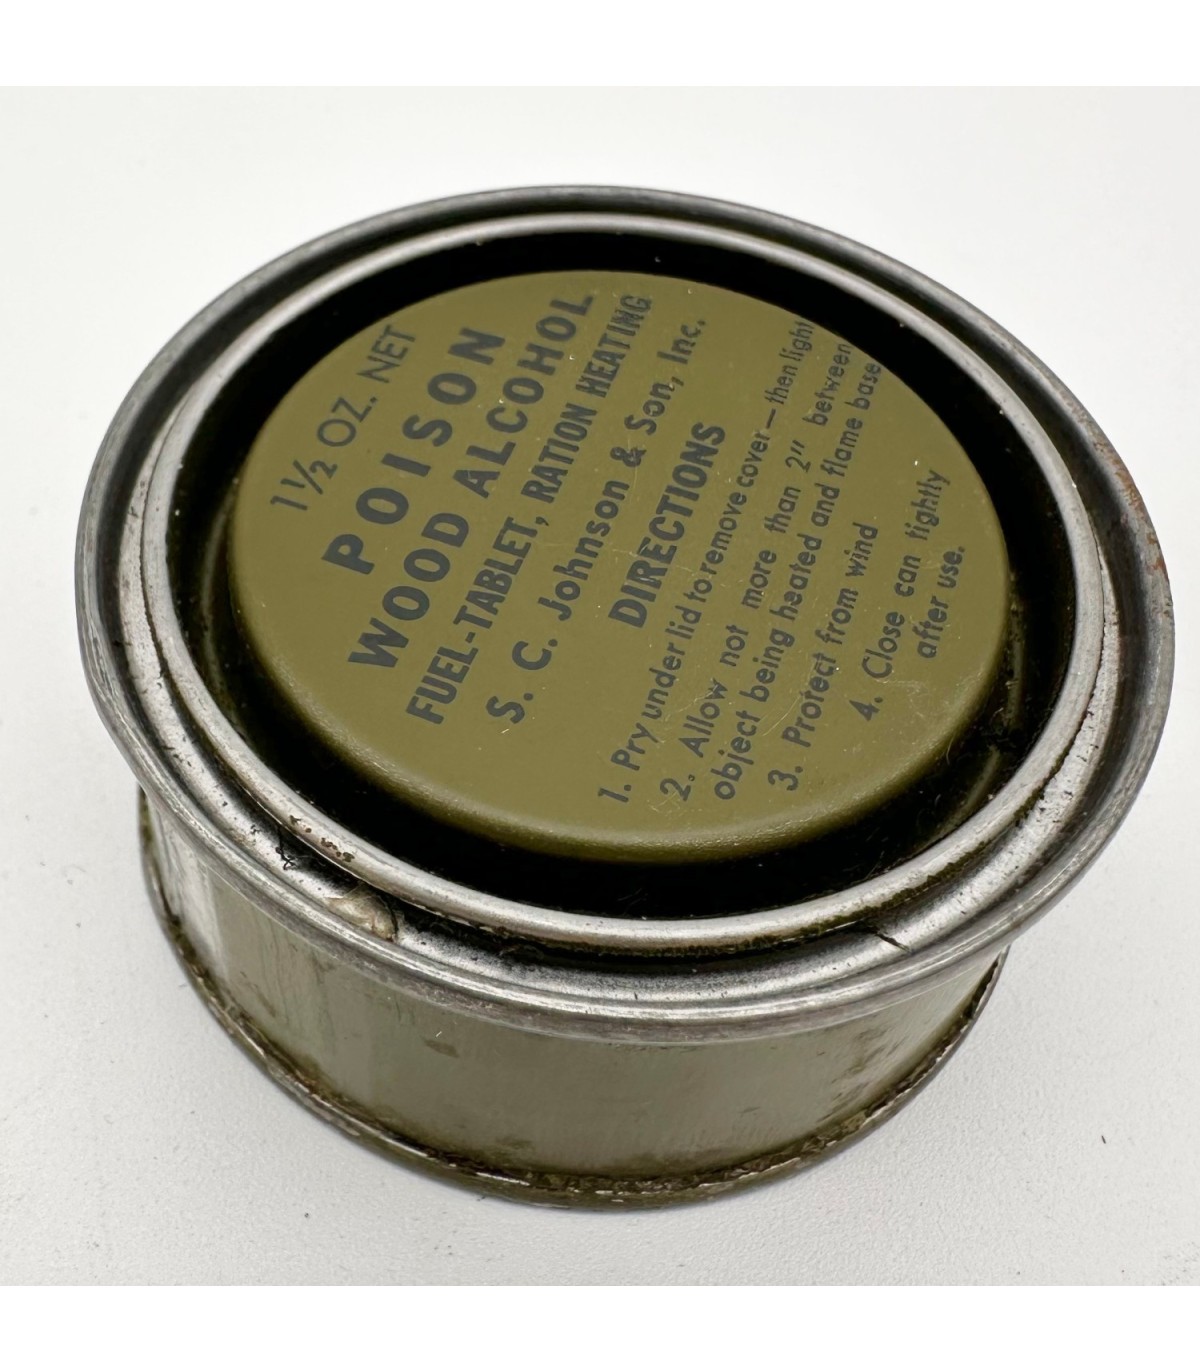 1½ OZ. NET
POISON
WOOD ALCOHOL
FUEL-TABLET, RATION HEATING
S. C. Johnson & Son, Inc.
DIRECTIONS
1. Pry under lid to remove cover—then light
2. Allow not more than 2" between
object being heated and flame base
3. Protect from wind
4. Close can tightly
after use.